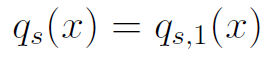 q_s(x) = q_{s,1}(x)